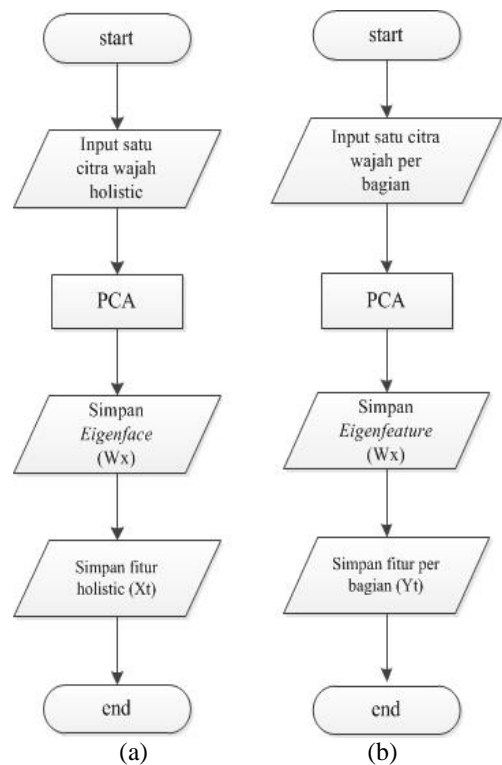 start
Input satu
citra wajah
holistic
PCA
Simpan
Eigenface
(Wx)
Simpan fitur
holistic (Xt)
end
(a)
start
Input satu citra
wajah per
bagian
PCA
Simpan
Eigenfeature
(Wx)
Simpan fitur per
bagian (Yt)
end
(b)